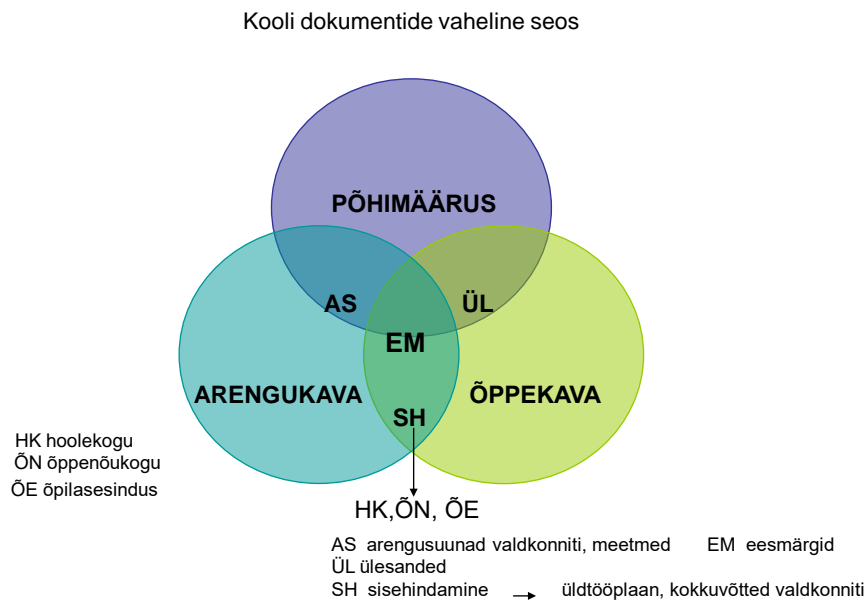 Kooli dokumentide vaheline seos
PÕHIMÄÄRUS
AS
ÜL
EM
ARENGUKAVA
ÕPPEKAVA
SH
HK hoolekogu
ÕN õppenõukogu
ÕE õpilasesindus
HK,ÕN, ÕE
AS arengusuunad valdkonniti, meetmed EM eesmärgid
ÜL ülesanded
SH sisehindamine → üldtööplaan, kokkuvõtted valdkonniti